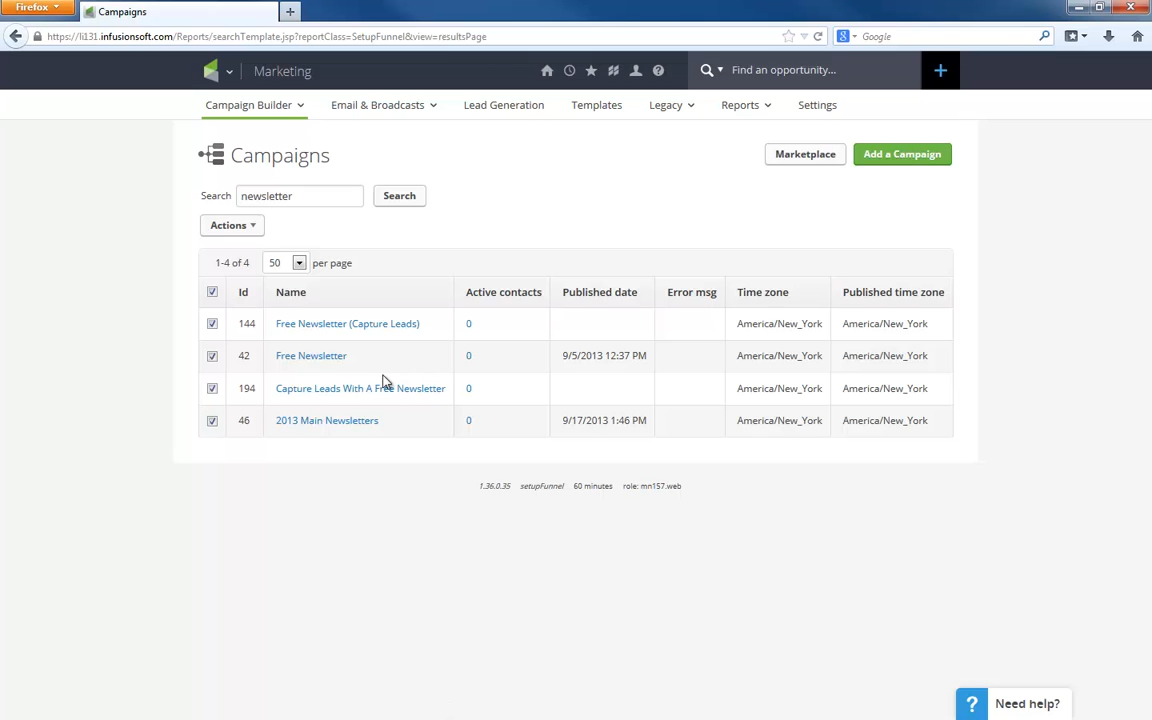 Firefox
Campaigns
https://li131.infusionsoft.com/Reports/searchTemplate.jsp?reportClass=SetupFunnel&view=resultsPage
Google
Marketing
Find an opportunity...
Campaign Builder Email & Broadcasts Lead Generation Templates Legacy Reports Settings
Campaigns
Marketplace
Add a Campaign
Search newsletter Search
Actions
1-4 of 4 50 per page
Id Name Active contacts Published date Error msg Time zone Published time zone
144 Free Newsletter (Capture Leads) 0 America/New_York America/New_York
42 Free Newsletter 0 9/5/2013 12:37 PM America/New_York America/New_York
194 Capture Leads With A Free Newsletter 0 America/New_York America/New_York
46 2013 Main Newsletters 0 9/17/2013 1:46 PM America/New_York America/New_York
1.36.0.35 setupFunnel 60 minutes role: mn157.web
? Need help?